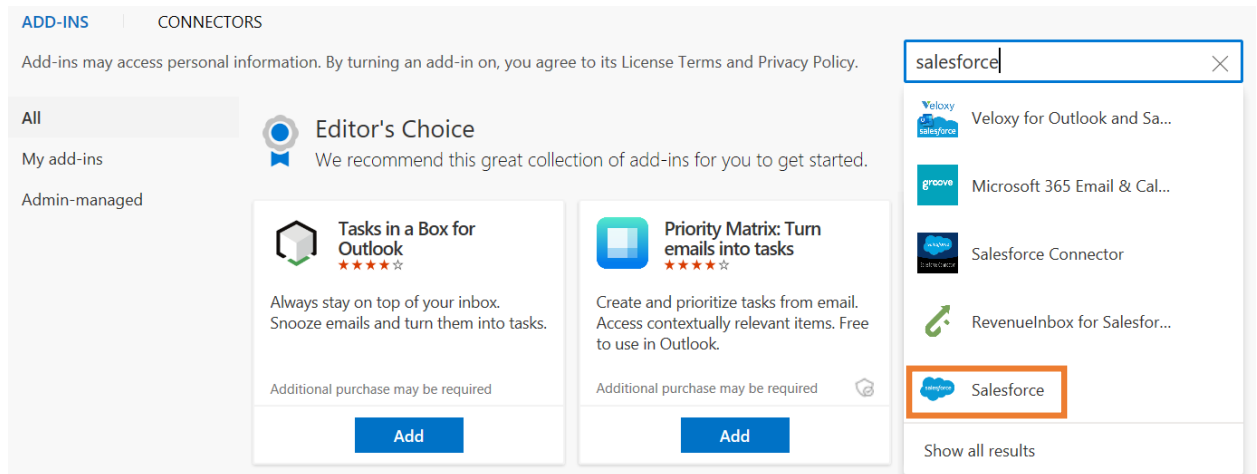 ADD-INS
CONNECTORS
Add-ins may access personal information. By turning an add-in on, you agree to its License Terms and Privacy Policy.
salesforce
All
My add-ins
Admin-managed
Editor's Choice
We recommend this great collection of add-ins for you to get started.
Tasks in a Box for
Outlook
Always stay on top of your inbox.
Snooze emails and turn them into tasks.
Additional purchase may be required
Add
Priority Matrix: Turn
emails into tasks
Create and prioritize tasks from email.
Access contextually relevant items. Free
to use in Outlook.
Additional purchase may be required
Add
Veloxy
salesforce
Veloxy for Outlook and Sa...
groove
Microsoft 365 Email & Cal...
Salesforce Connector
RevenueInbox for Salesfor...
salesforce
Salesforce
Show all results